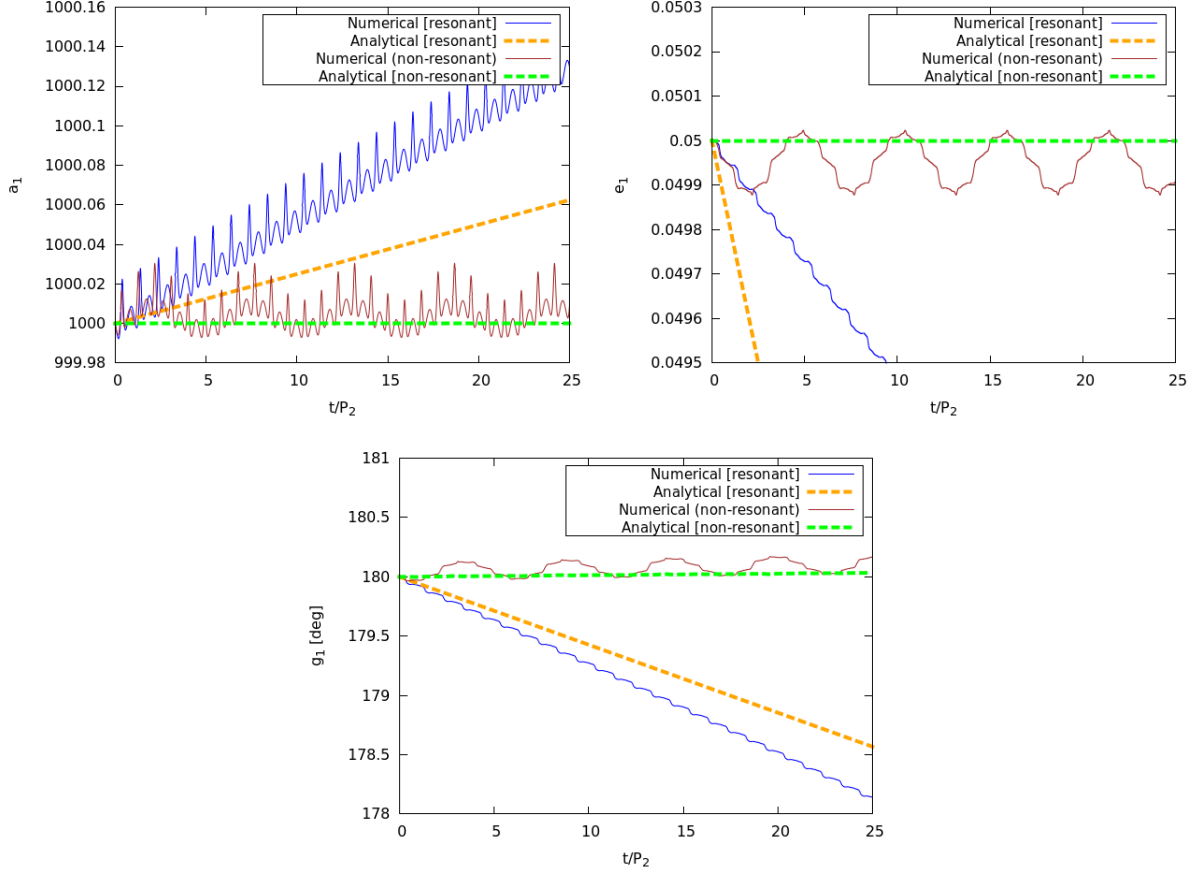 1000.16
1000.14
1000.12
1000.1
1000.08
1000.06
1000.04
1000.02
1000
999.98
a1
Numerical [resonant]
Analytical [resonant]
Numerical (non-resonant)
Analytical [non-resonant]
0 5 10 15 20 25
t/P2
0.0503
0.0502
0.0501
0.05
0.0499
0.0498
0.0497
0.0496
0.0495
e1
Numerical [resonant]
Analytical [resonant]
Numerical (non-resonant)
Analytical [non-resonant]
0 5 10 15 20 25
t/P2
181
180.5
180
179.5
179
178.5
178
g1 [deg]
Numerical [resonant]
Analytical [resonant]
Numerical (non-resonant)
Analytical [non-resonant]
0 5 10 15 20 25
t/P2